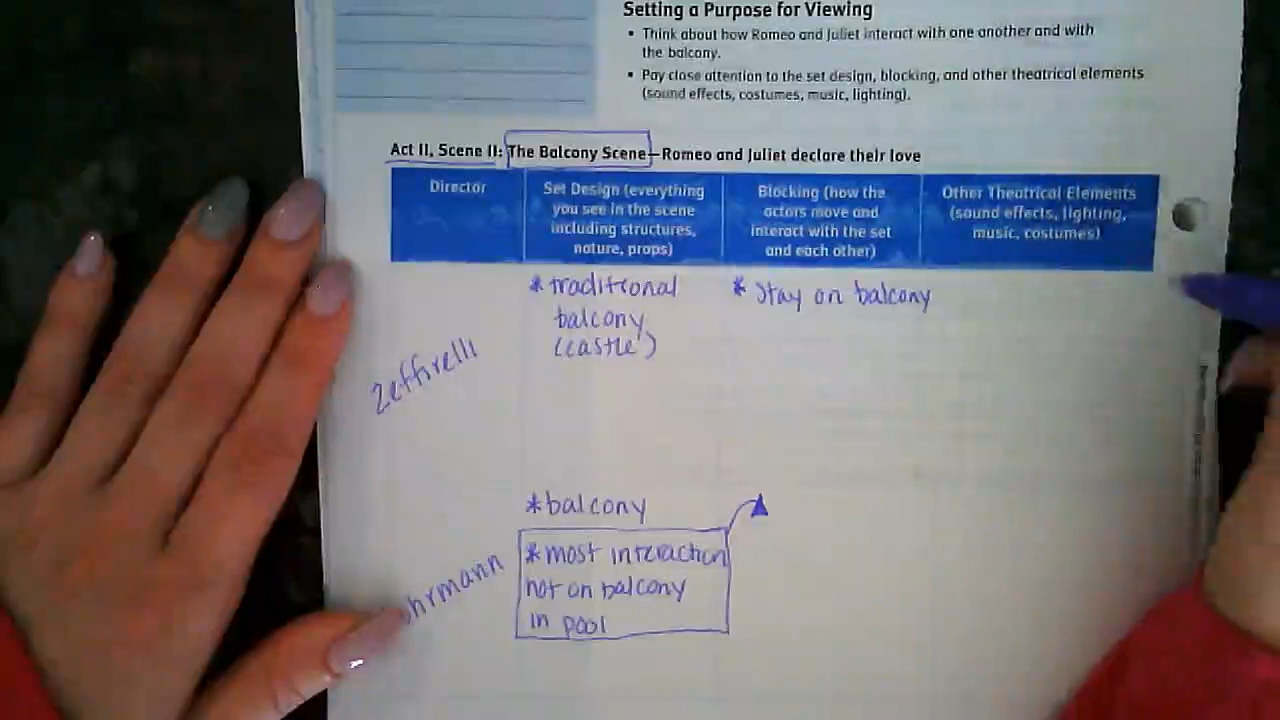 Setting a Purpose for Viewing
• Think about how Romeo and Juliet interact with one another and with
the balcony.
• Pay close attention to the set design, blocking, and other theatrical elements
(sound effects, costumes, music, lighting).
Act II, Scene II: The Balcony Scene—Romeo and Juliet declare their love
Director
Set Design (everything
you see in the scene
including structures,
nature, props)
Blocking (how the
actors move and
interact with the set
and each other)
Other Theatrical Elements
(sound effects, lighting,
music, costumes)
Zeffirelli
* traditional
balcony
(castle)
* Stay on balcony
hrmann
* balcony
* most interaction
not on balcony
in pool